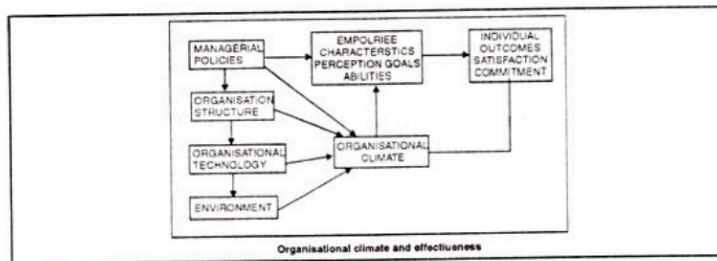 MANAGERIAL
POLICIES
EMPOLRIEE
CHARACTERSTICS
PERCEPTION GOALS
ABILITIES
INDIVIDUAL
OUTCOMES
SATISFACTION
COMMITMENT
ORGANISATION
STRUCTURE
ORGANISATIONAL
TECHNOLOGY
ORGANISATIONAL
CLIMATE
ENVIRONMENT
Organisational climate and effectiueness